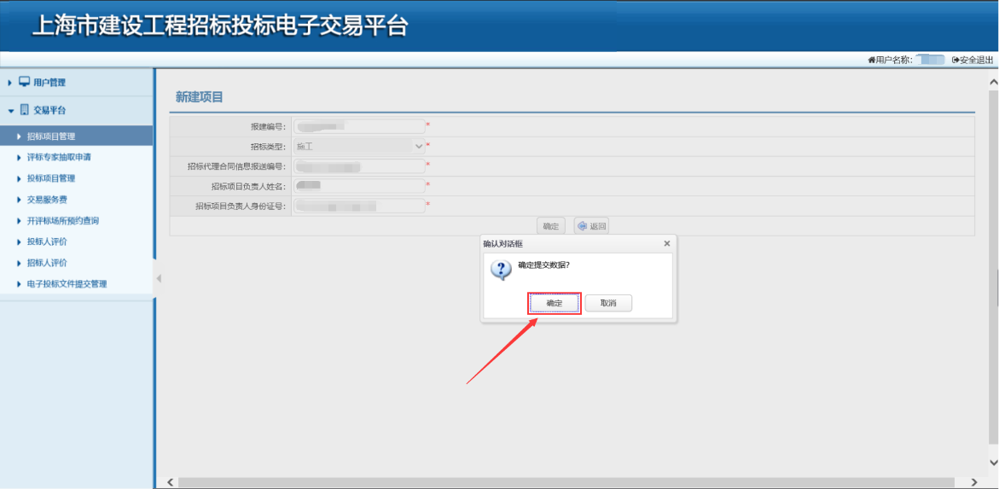 上海市建设工程招标投标电子交易平台
用户名称: 安全退出
用户管理
交易平台
招标项目管理
评标专家抽取申请
投标项目管理
交易服务费
开评标场所预约查询
投标人评价
招标人评价
电子投标文件提交管理
新建项目
报建编号: *
招标类型: 施工 *
招标代理合同信息报送编号: *
招标项目负责人姓名: *
招标项目负责人身份证号: *
确定 返回
确认对话框
确定提交数据?
确定 取消